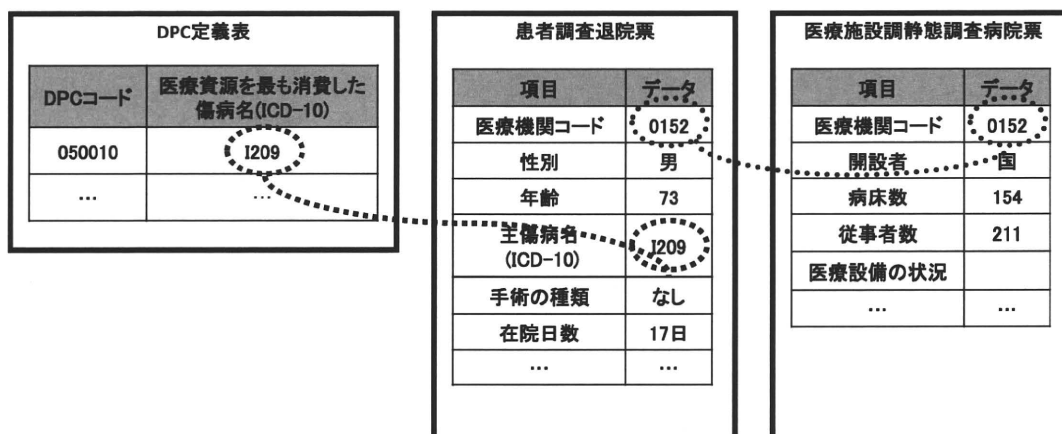 DPC定義表
DPCコード
医療資源を最も消費した
傷病名(ICD-10)
050010
I209
…
…
患者調査退院票
項目
データ
医療機関コード
0152
性別
男
年齢
73
主傷病名
(ICD-10)
I209
手術の種類
なし
在院日数
17日
…
…
医療施設調静態調査病院票
項目
データ
医療機関コード
0152
開設者
国
病床数
154
従事者数
211
医療設備の状況
…
…